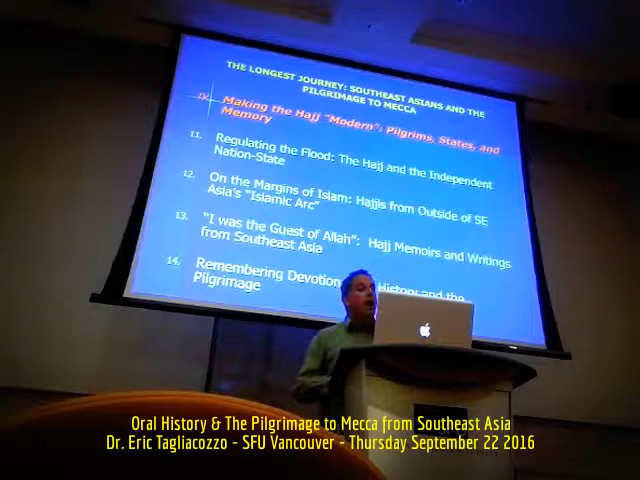 THE LONGEST JOURNEY: SOUTHEAST ASIANS AND THE
PILGRIMAGE TO MECCA
IV. Making the Hajj "Modern": Pilgrims, States, and
Memory
11. Regulating the Flood: The Hajj and the Independent
Nation-State
12. On the Margins of Islam: Hajjis from Outside of SE
Asia's "Islamic Arc"
13. "I was the Guest of Allah": Hajj Memoirs and Writings
from Southeast Asia
14. Remembering Devotion History and the
Pilgrimage
Oral History & The Pilgrimage to Mecca from Southeast Asia
Dr. Eric Tagliacozzo - SFU Vancouver - Thursday September 22 2016